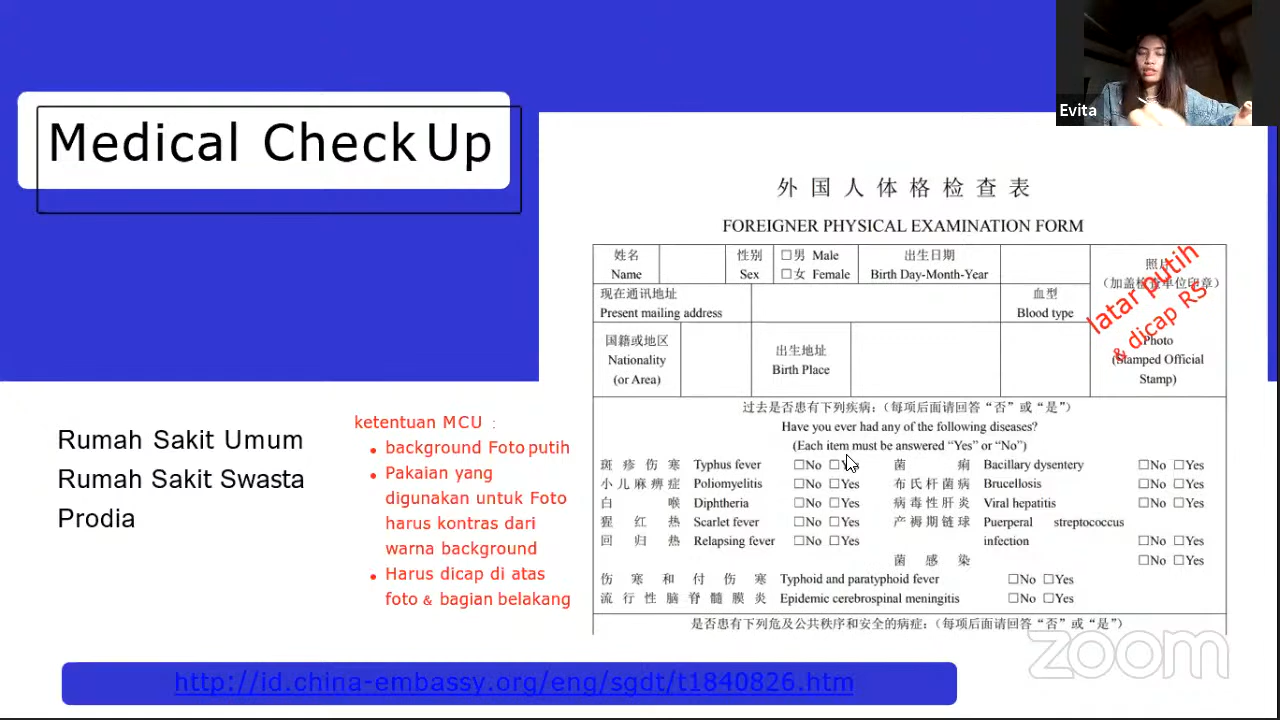 Evita
Medical Check Up
外国人体格检查表
FOREIGNER PHYSICAL EXAMINATION FORM
姓名
Name
性别
Sex
□男 Male
□女 Female
出生日期
Birth Day-Month-Year
照片
(加盖检查单位印章)
Photo
(Stamped Official
Stamp)
latar putih
& dicap RS
现在通讯地址
Present mailing address
血型
Blood type
国籍或地区
Nationality
(or Area)
出生地址
Birth Place
过去是否患有下列疾病:(每项后面请回答“否”或“是”)
Have you ever had any of the following diseases?
(Each item must be answered “Yes” or “No”)
斑疹伤寒 Typhus fever □No □Yes 菌痢 Bacillary dysentery □No □Yes
小儿麻痹症 Poliomyelitis □No □Yes 布氏杆菌病 Brucellosis □No □Yes
白喉 Diphtheria □No □Yes 病毒性肝炎 Viral hepatitis □No □Yes
猩红热 Scarlet fever □No □Yes 产褥期链球 Puerperal streptococcus
回归热 Relapsing fever □No □Yes infection □No □Yes
菌感染 □No □Yes
伤寒和付伤寒 Typhoid and paratyphoid fever □No □Yes
流行性脑脊髓膜炎 Epidemic cerebrospinal meningitis □No □Yes
是否患有下列危及公共秩序和安全的病症:(每项后面请回答“否”或“是”)
Rumah Sakit Umum
Rumah Sakit Swasta
Prodia
ketentuan MCU :
• background Foto putih
• Pakaian yang
digunakan untuk Foto
harus kontras dari
warna background
• Harus dicap di atas
foto & bagian belakang
http://id.china-embassy.org/eng/sgdt/t1840826.htm
zoom